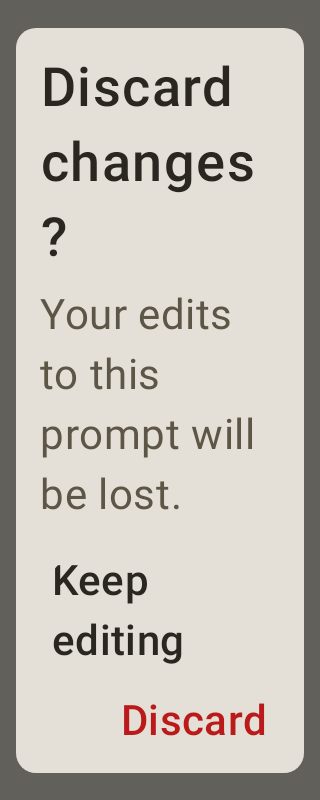 Discard
changes
?
Your edits
to this
prompt will
be lost.
Keep
editing
Discard